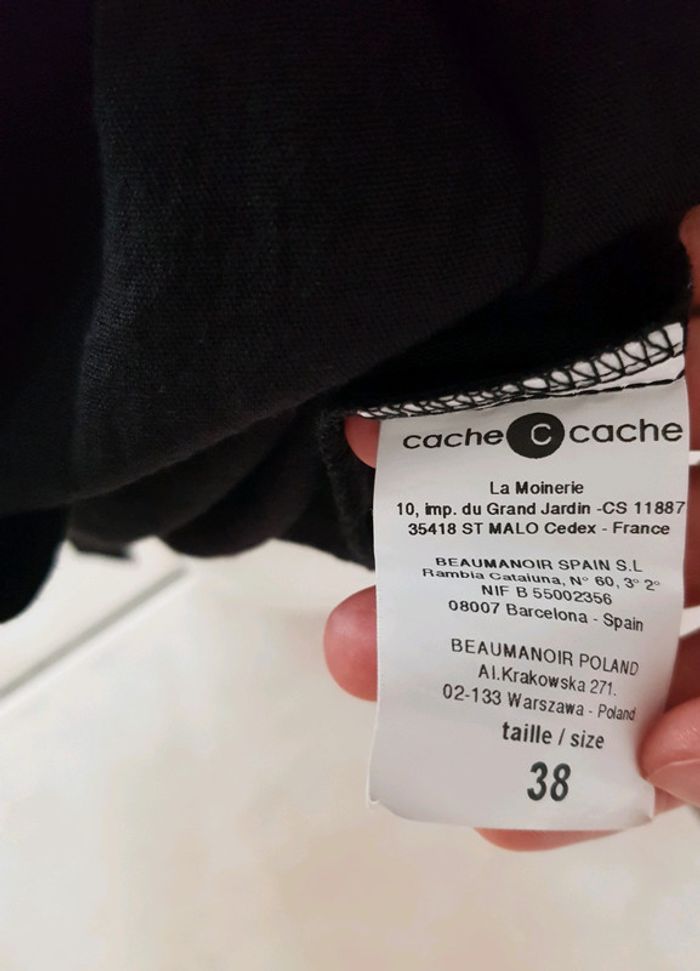 cache C cache
La Moinerie
10, imp. du Grand Jardin -CS 11887
35418 ST MALO Cedex - France
BEAUMANOIR SPAIN S.L
Rambla Cataluna, N° 60, 3° 2°
NIF B 55002356
08007 Barcelona - Spain
BEAUMANOIR POLAND
Al.Krakowska 271.
02-133 Warszawa - Poland
taille / size
38